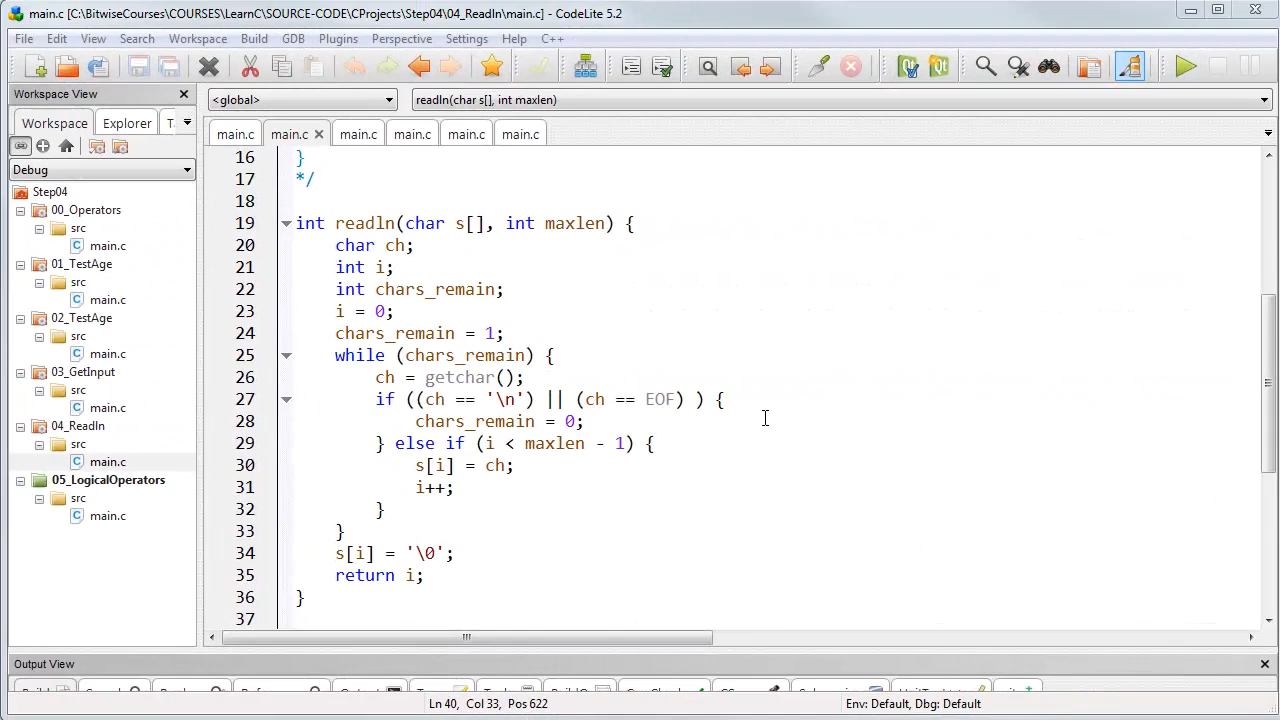 main.c [C:\BitwiseCourses\COURSES\LearnC\SOURCE-CODE\CProjects\Step04\04_ReadIn\main.c] - CodeLite 5.2
File Edit View Search Workspace Build GDB Plugins Perspective Settings Help C++
Workspace View
<global>
readln(char s[], int maxlen)
Workspace Explorer
main.c main.c main.c main.c main.c main.c
Debug
Step04
00_Operators
src
main.c
01_TestAge
src
main.c
02_TestAge
src
main.c
03_GetInput
src
main.c
04_ReadIn
src
main.c
05_LogicalOperators
src
main.c
16 }
17 */
18
19 int readln(char s[], int maxlen) {
20 char ch;
21 int i;
22 int chars_remain;
23 i = 0;
24 chars_remain = 1;
25 while (chars_remain) {
26 ch = getchar();
27 if ((ch == '\n') || (ch == EOF) ) {
28 chars_remain = 0;
29 } else if (i < maxlen - 1) {
30 s[i] = ch;
31 i++;
32 }
33 }
34 s[i] = '\0';
35 return i;
36 }
37
Output View
Ln 40, Col 33, Pos 622
Env: Default, Dbg: Default